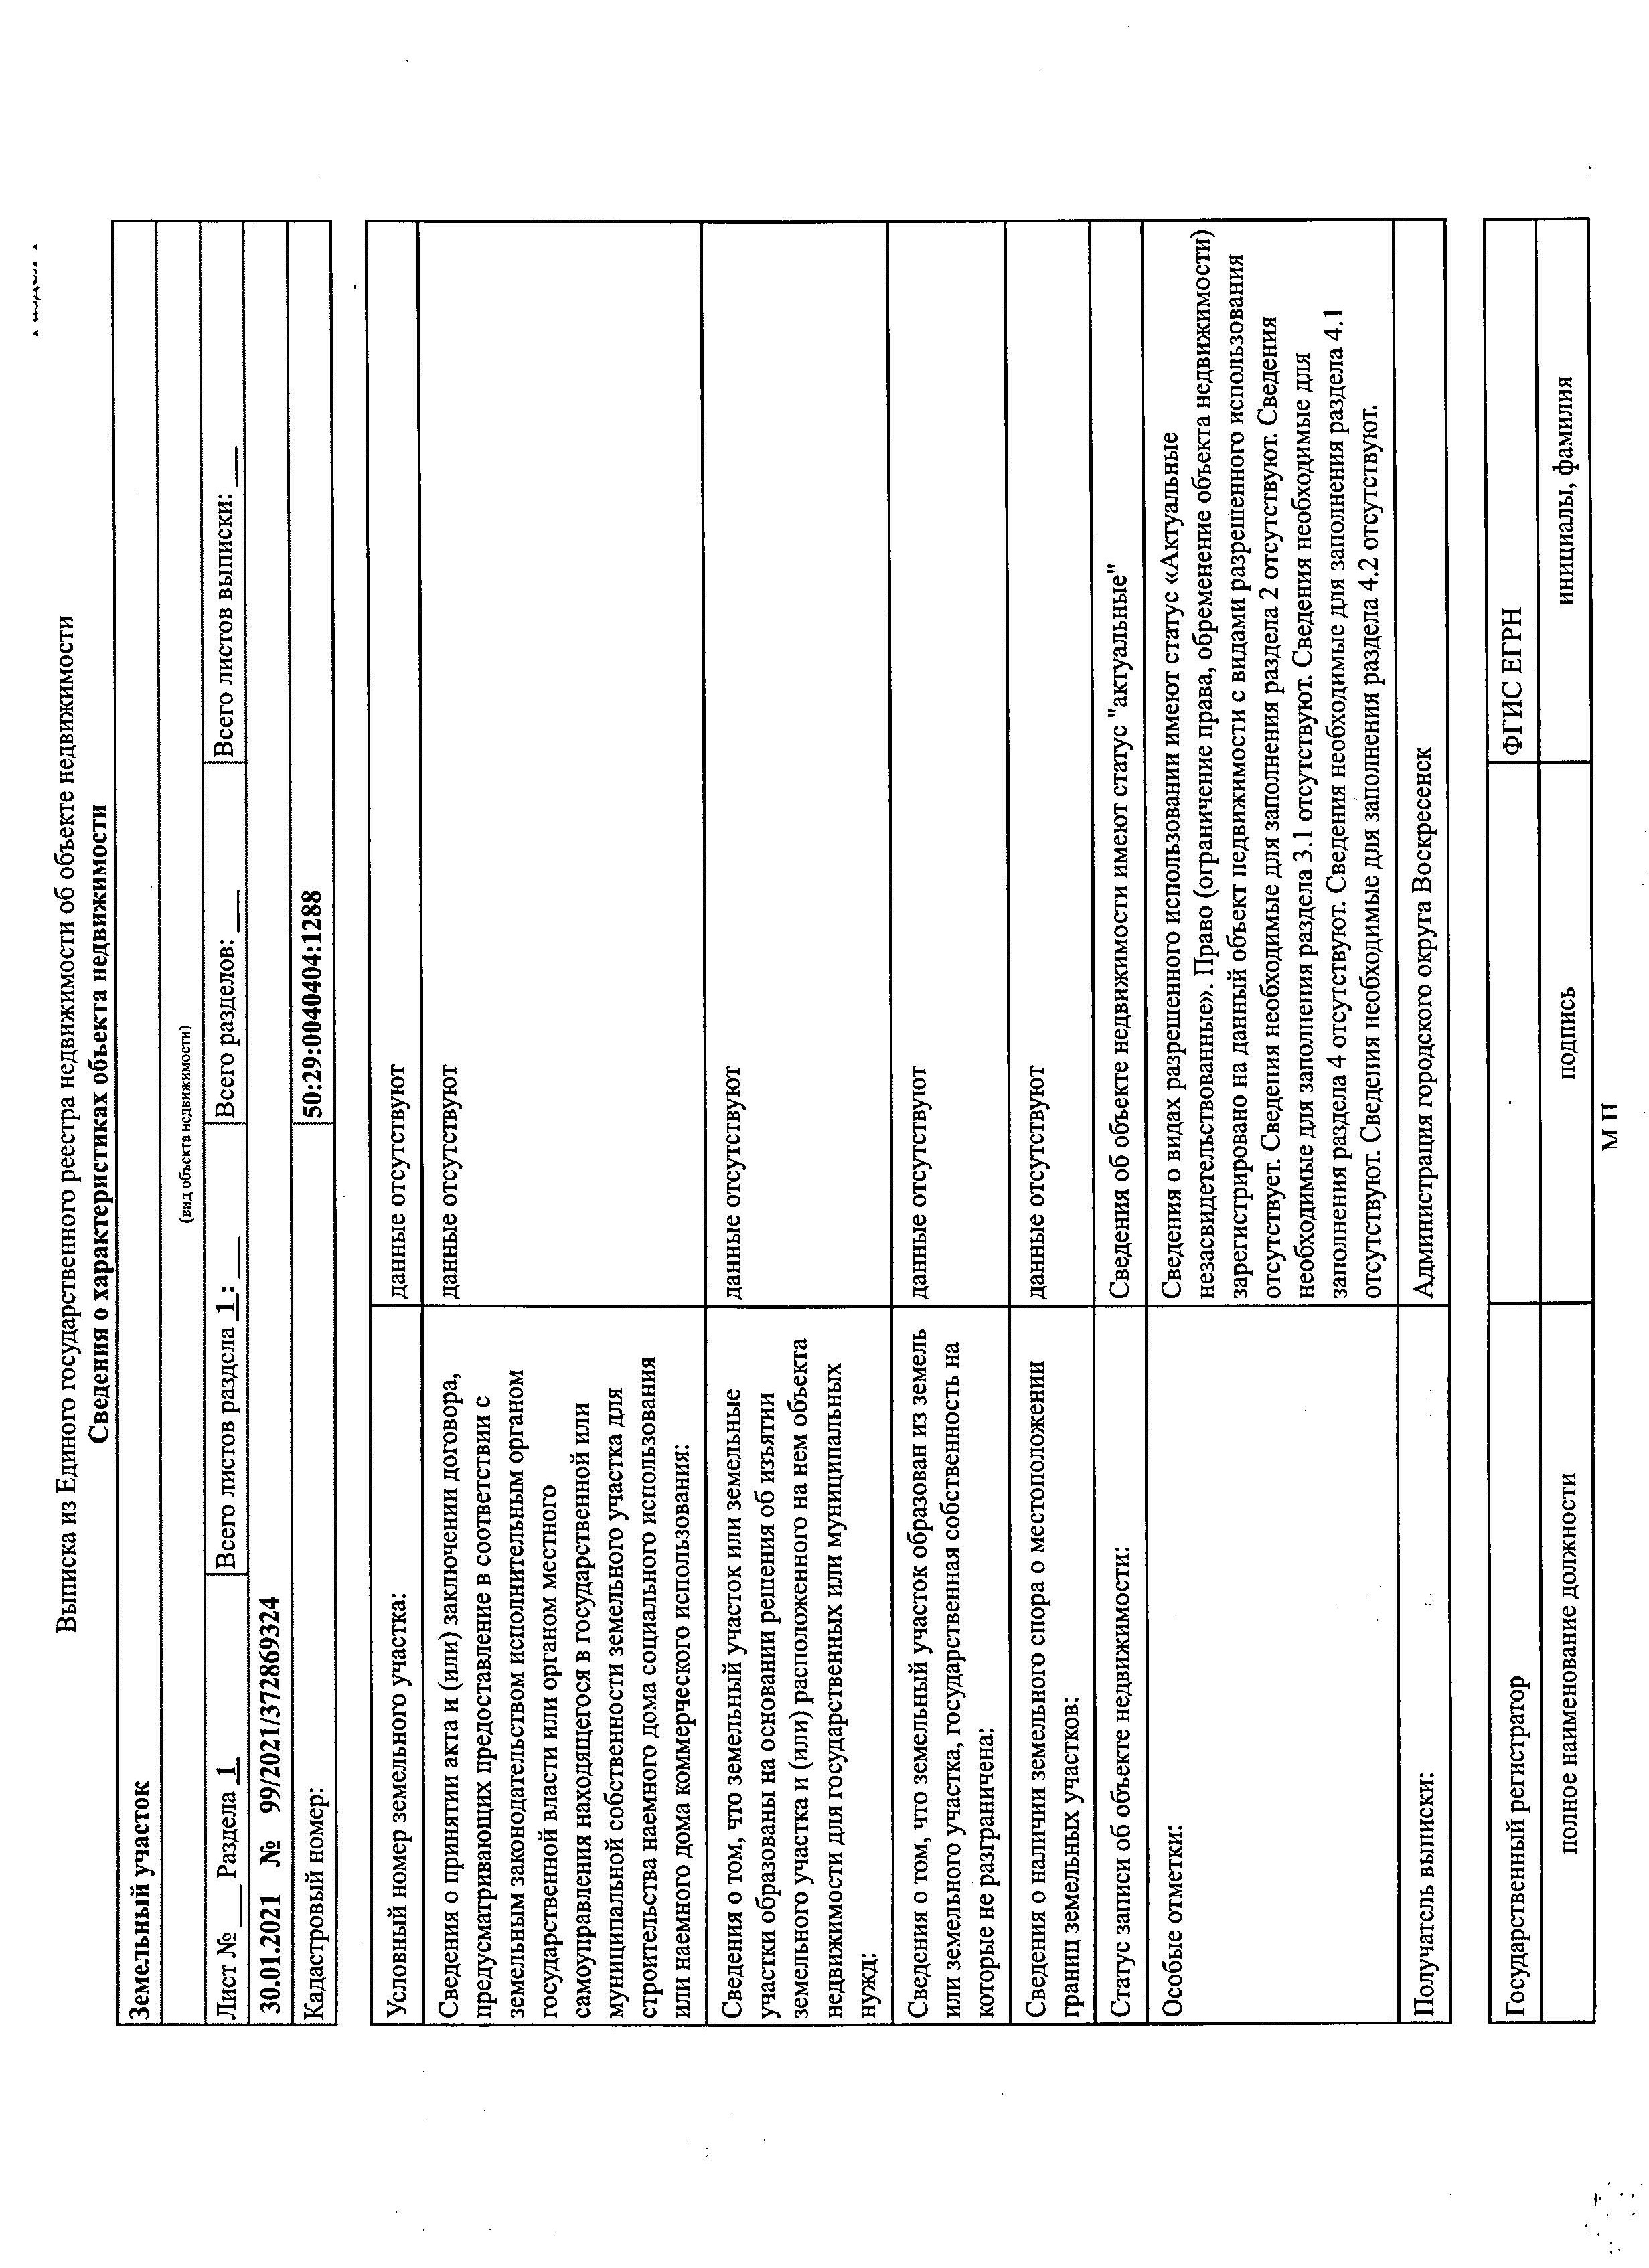 Выписка из Единого государственного реестра недвижимости об объекте недвижимости
Сведения о характеристиках объекта недвижимости
Земельный участок
(вид объекта недвижимости)
Лист № ___ Раздела 1 Всего листов раздела 1 : ___ Всего разделов: ___ Всего листов выписки: ___
30.01.2021 № 99/2021/372869324
Кадастровый номер: 50:29:0040404:1288
Условный номер земельного участка: данные отсутствуют
Сведения о принятии акта и (или) заключении договора,
предусматривающих предоставление в соответствии с
земельным законодательством исполнительным органом
государственной власти или органом местного
самоуправления находящегося в государственной или
муниципальной собственности земельного участка для
строительства наемного дома социального использования
или наемного дома коммерческого использования:
данные отсутствуют
Сведения о том, что земельный участок или земельные
участки образованы на основании решения об изъятии
земельного участка и (или) расположенного на нем объекта
недвижимости для государственных или муниципальных
нужд:
данные отсутствуют
Сведения о том, что земельный участок образован из земель
или земельного участка, государственная собственность на
которые не разграничена:
данные отсутствуют
Сведения о наличии земельного спора о местоположении
границ земельных участков:
данные отсутствуют
Статус записи об объекте недвижимости: Сведения об объекте недвижимости имеют статус "актуальные"
Особые отметки:
Сведения о видах разрешенного использовании имеют статус «Актуальные
незасвидетельствованные». Право (ограничение права, обременение объекта недвижимости)
зарегистрировано на данный объект недвижимости с видами разрешенного использования
отсутствует. Сведения необходимые для заполнения раздела 2 отсутствуют. Сведения
необходимые для заполнения раздела 3.1 отсутствуют. Сведения необходимые для
заполнения раздела 4 отсутствуют. Сведения необходимые для заполнения раздела 4.1
отсутствуют. Сведения необходимые для заполнения раздела 4.2 отсутствуют.
Получатель выписки: Администрация городского округа Воскресенск
Государственный регистратор ФГИС ЕГРН
полное наименование должности подпись инициалы, фамилия